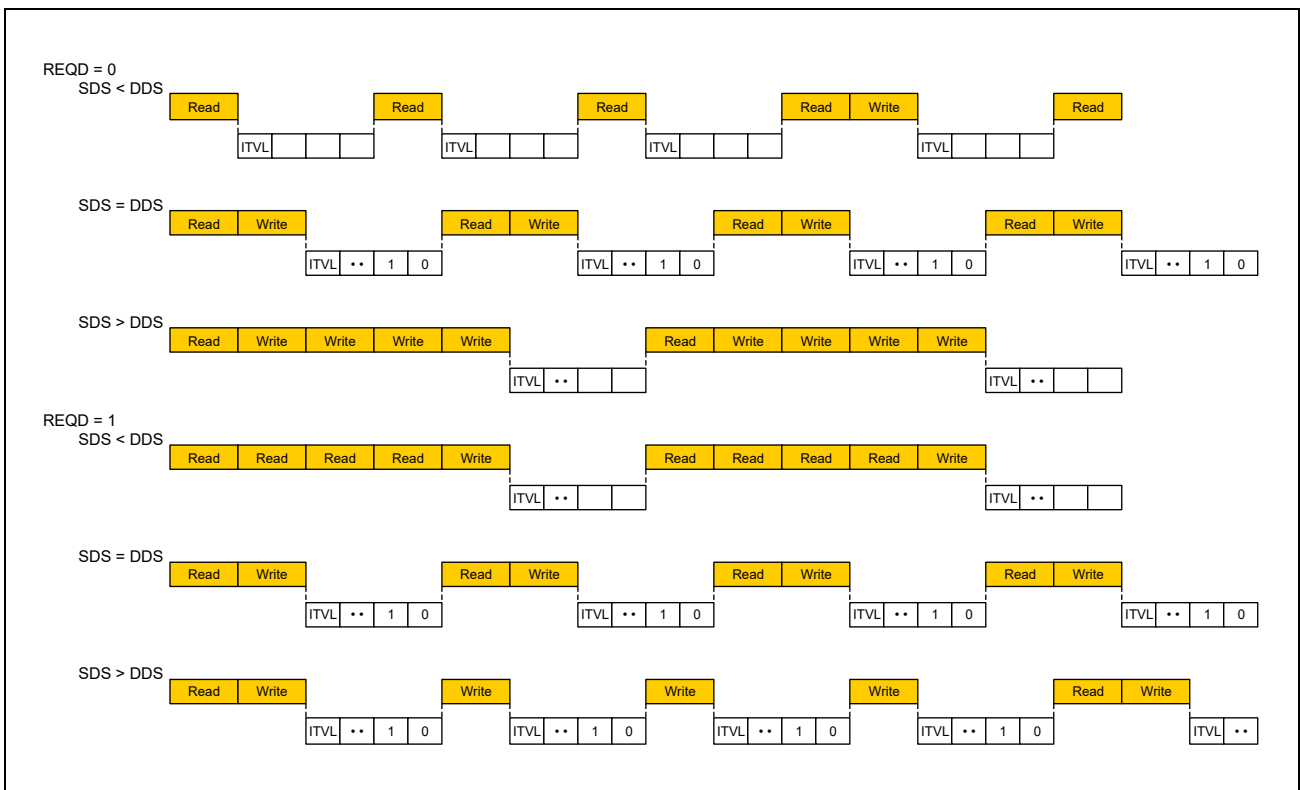 REQD = 0
SDS < DDS
Read Read Read Read Write Read
ITVL ITVL ITVL ITVL
SDS = DDS
Read Write Read Write Read Write Read Write
ITVL •• 1 0 ITVL •• 1 0 ITVL •• 1 0 ITVL •• 1 0
SDS > DDS
Read Write Write Write Write Read Write Write Write Write
ITVL •• ITVL ••
REQD = 1
SDS < DDS
Read Read Read Read Write Read Read Read Read Write
ITVL •• ITVL ••
SDS = DDS
Read Write Read Write Read Write Read Write
ITVL •• 1 0 ITVL •• 1 0 ITVL •• 1 0 ITVL •• 1 0
SDS > DDS
Read Write Write Write Write Read Write
ITVL •• 1 0 ITVL •• 1 0 ITVL •• 1 0 ITVL •• 1 0 ITVL ••